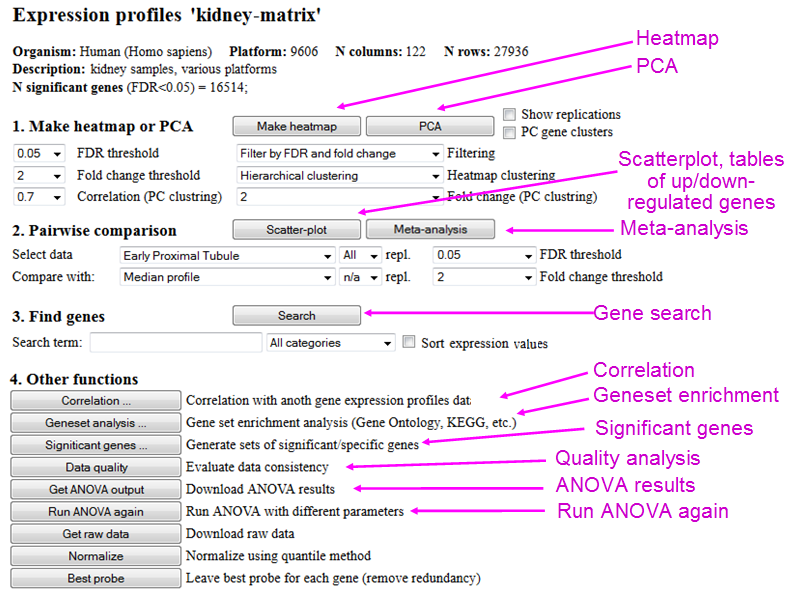 Expression profiles 'kidney-matrix'
Organism: Human (Homo sapiens) Platform: 9606 N columns: 122 N rows: 27936
Description: kidney samples, various platforms
N significant genes (FDR<0.05) = 16514;
Heatmap
PCA
1. Make heatmap or PCA Make heatmap PCA Show replications
PC gene clusters
0.05 FDR threshold Filter by FDR and fold change Filtering
2 Fold change threshold Hierarchical clustering Heatmap clustering
0.7 Correlation (PC clustring) 2 Fold change (PC clustring)
Scatterplot, tables
of up/down-
regulated genes
Meta-analysis
2. Pairwise comparison Scatter-plot Meta-analysis
Select data Early Proximal Tubule All repl. 0.05 FDR threshold
Compare with: Median profile n/a repl. 2 Fold change threshold
3. Find genes Search Gene search
Search term: All categories Sort expression values
4. Other functions
Correlation ... Correlation with anoth gene expression profiles data Correlation
Geneset analysis ... Gene set enrichment analysis (Gene Ontology, KEGG, etc.) Geneset enrichment
Significant genes ... Generate sets of significant/specific genes Significant genes
Data quality Evaluate data consistency Quality analysis
Get ANOVA output Download ANOVA results ANOVA results
Run ANOVA again Run ANOVA with different parameters Run ANOVA again
Get raw data Download raw data
Normalize Normalize using quantile method
Best probe Leave best probe for each gene (remove redundancy)